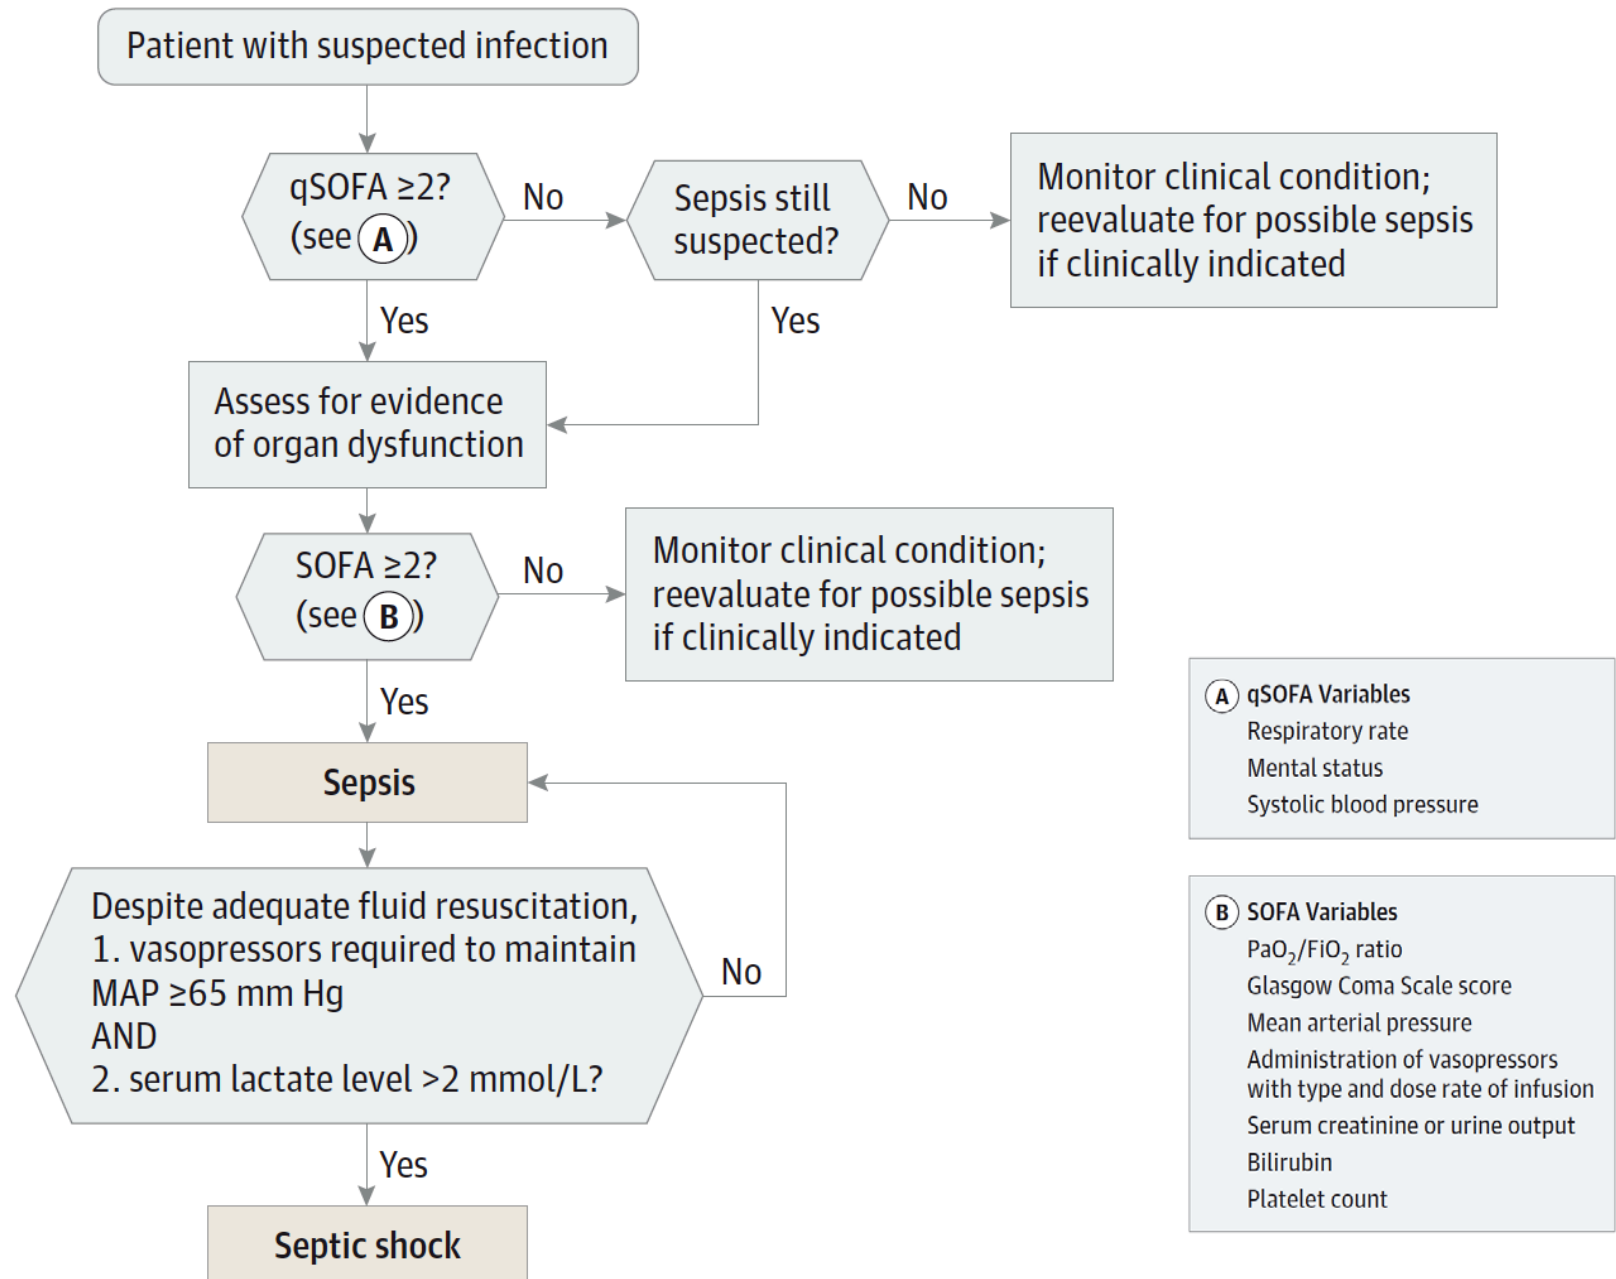 Patient with suspected infection
qSOFA ≥2?
(see A)
No
Sepsis still
suspected?
No
Monitor clinical condition;
reevaluate for possible sepsis
if clinically indicated
Yes
Yes
Assess for evidence
of organ dysfunction
SOFA ≥2?
(see B)
No
Monitor clinical condition;
reevaluate for possible sepsis
if clinically indicated
Yes
Sepsis
Despite adequate fluid resuscitation,
1. vasopressors required to maintain
MAP ≥65 mm Hg
AND
2. serum lactate level >2 mmol/L?
No
Yes
Septic shock
A qSOFA Variables
Respiratory rate
Mental status
Systolic blood pressure
B SOFA Variables
PaO₂/FiO₂ ratio
Glasgow Coma Scale score
Mean arterial pressure
Administration of vasopressors
with type and dose rate of infusion
Serum creatinine or urine output
Bilirubin
Platelet count